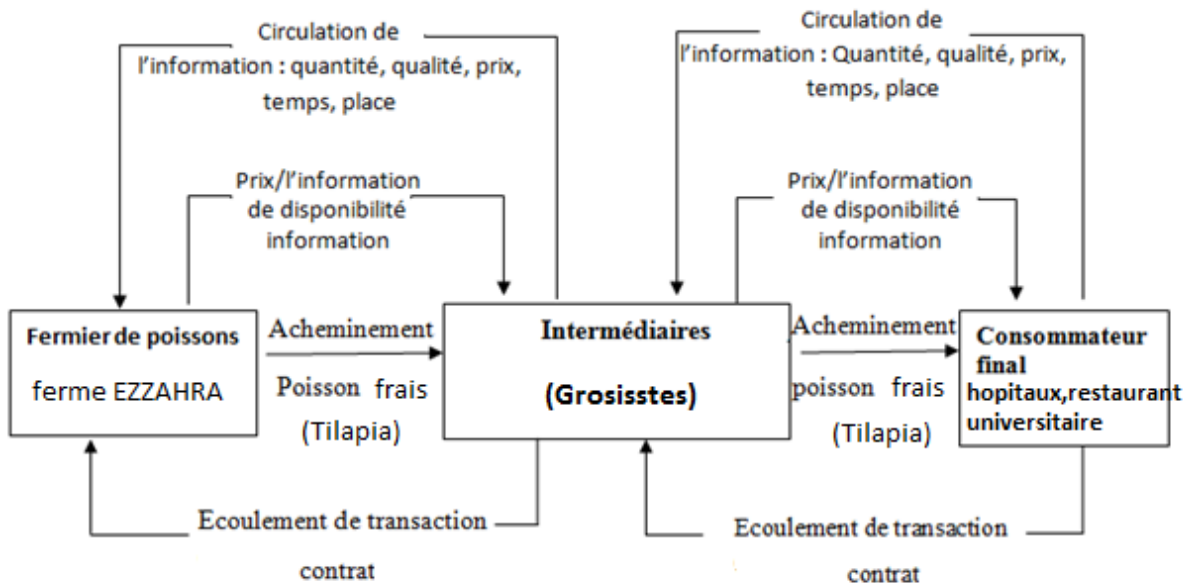 Circulation de
l'information : quantité, qualité, prix,
temps, place
Circulation de
l'information : Quantité, qualité, prix,
temps, place
Prix/l'information
de disponibilité
information
Prix/l'information
de disponibilité
information
Fermier de poissons
ferme EZZAHRA
Acheminement
Poisson frais
(Tilapia)
Intermédiaires
(Grosisstes)
Acheminement
poisson frais
(Tilapia)
Consommateur
final
hopitaux,restaurant
universitaire
Ecoulement de transaction
contrat
Ecoulement de transaction
contrat